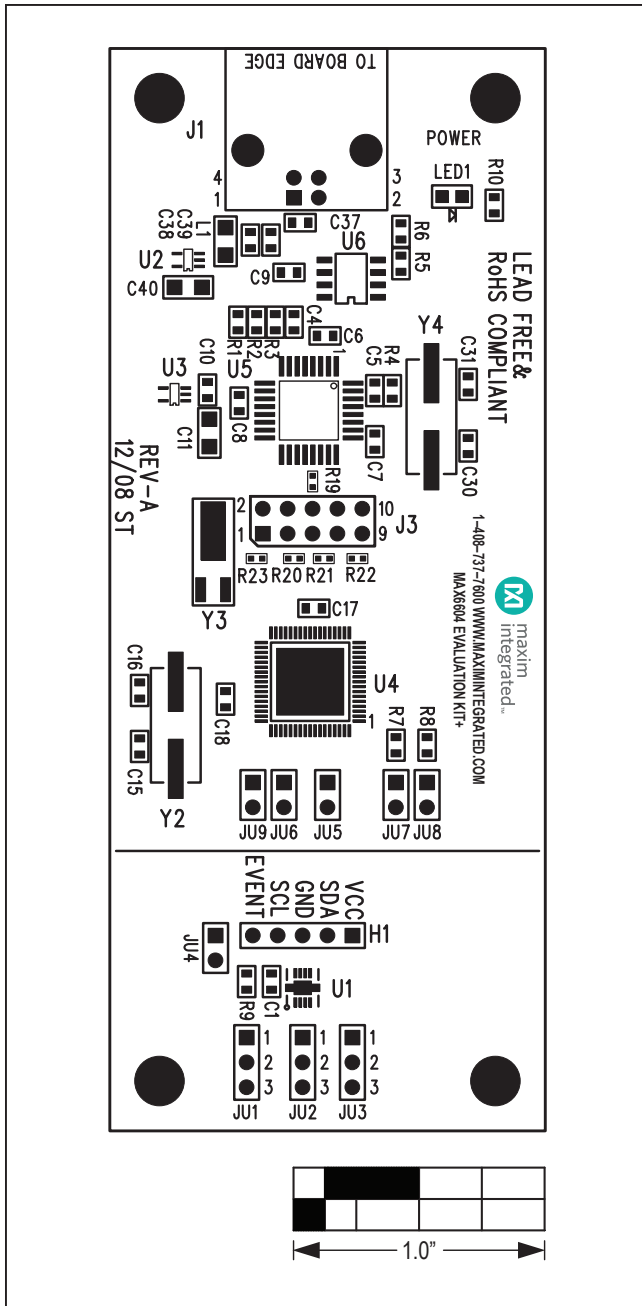 TO BOARD EDGE
J1
POWER
4
3
1
2
LED1
R10
C37
C38
C39
L1
U6
R6
R5
U2
C9
C40
LEAD FREE&
RoHS COMPLIANT
R1
R2
R3
C4
C6
1
Y4
U3
C10
U5
C5
R4
C31
C11
C8
C7
C30
REV-A
12/08 ST
R19
2
10
1
9
J3
R23
R20
R21
R22
Y3
C17
1-408-737-7600 WWW.MAXIMINTEGRATED.COM
MAX6604 EVALUATION KIT+
maxim
integrated™
C16
U4
1
C18
R7
R8
C15
Y2
JU9
JU6
JU5
JU7
JU8
EVENT
SCL
GND
SDA
VCC
H1
JU4
R9
C1
U1
1
2
3
1
2
3
1
2
3
JU1
JU2
JU3
1.0"